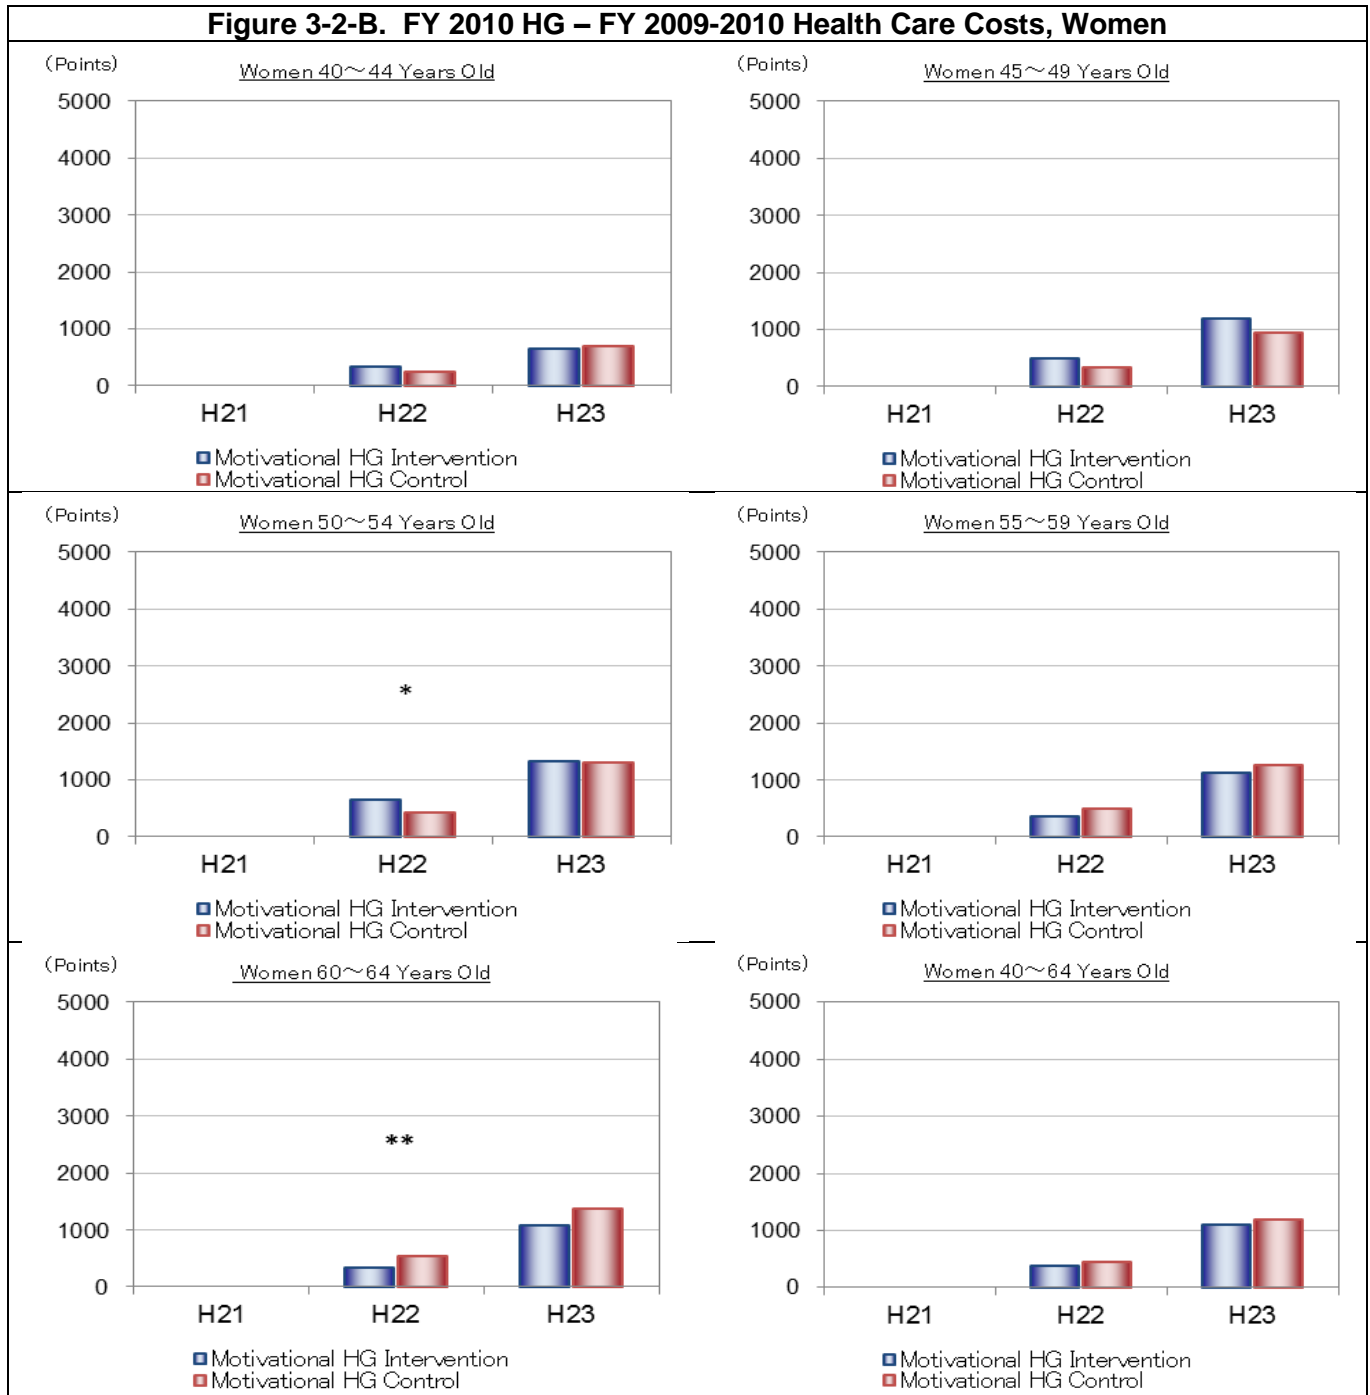 Figure 3-2-B. FY 2010 HG – FY 2009-2010 Health Care Costs, Women
(Points)
Women 40～44 Years Old
5000
4000
3000
2000
1000
0
H21 H22 H23
Motivational HG Intervention
Motivational HG Control
(Points)
Women 45～49 Years Old
5000
4000
3000
2000
1000
0
H21 H22 H23
Motivational HG Intervention
Motivational HG Control
(Points)
Women 50～54 Years Old
5000
4000
3000
*
2000
1000
0
H21 H22 H23
Motivational HG Intervention
Motivational HG Control
(Points)
Women 55～59 Years Old
5000
4000
3000
2000
1000
0
H21 H22 H23
Motivational HG Intervention
Motivational HG Control
(Points)
Women 60～64 Years Old
5000
4000
3000
**
2000
1000
0
H21 H22 H23
Motivational HG Intervention
Motivational HG Control
(Points)
Women 40～64 Years Old
5000
4000
3000
2000
1000
0
H21 H22 H23
Motivational HG Intervention
Motivational HG Control